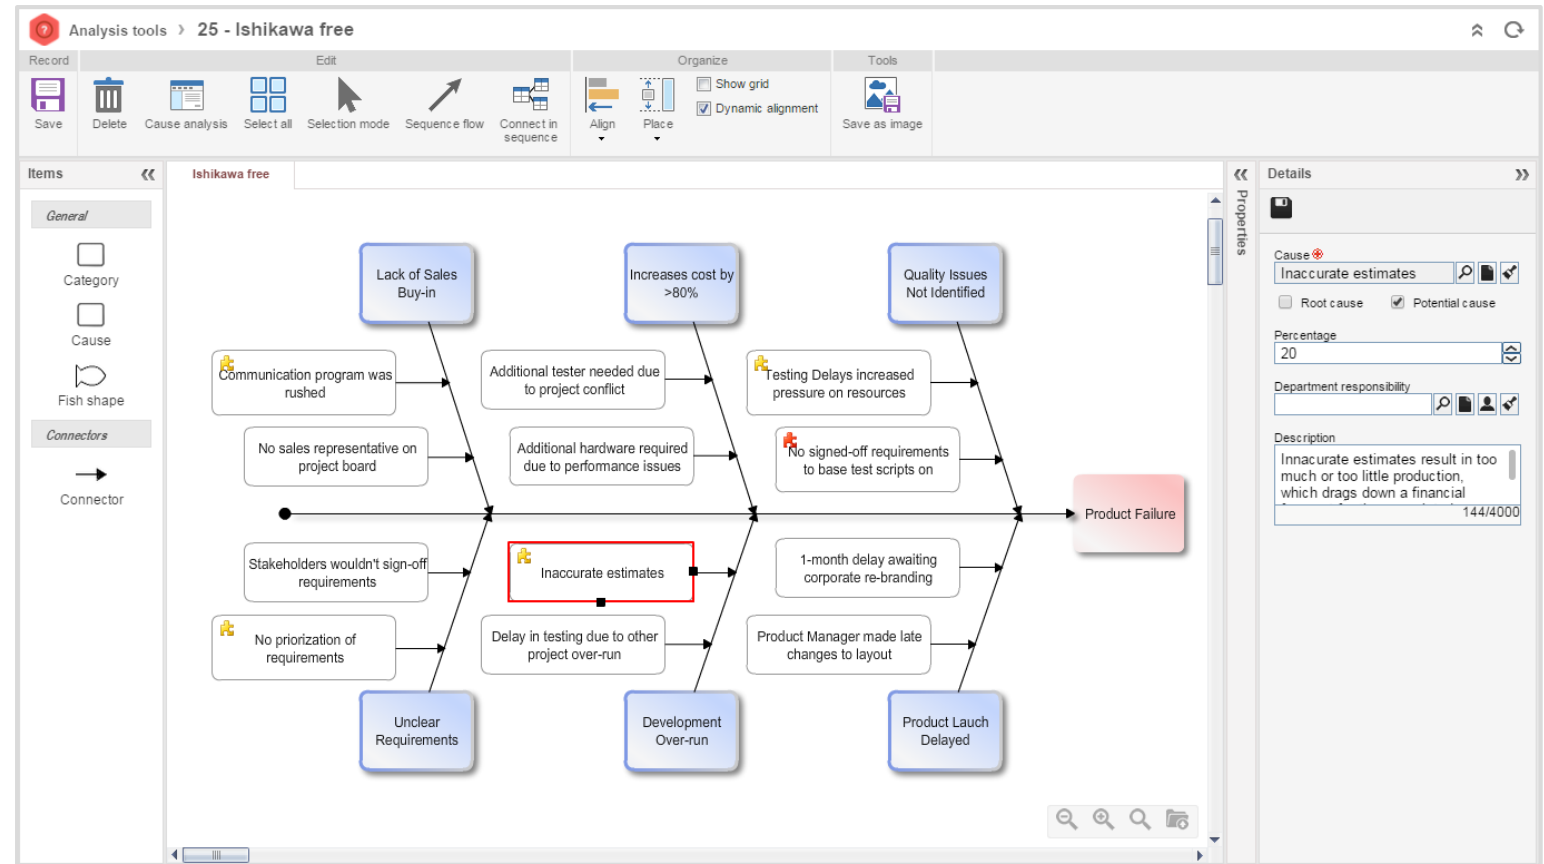 Analysis tools › 25 - Ishikawa free
Record
Edit
Organize
Tools
Save
Delete
Cause analysis
Select all
Selection mode
Sequence flow
Connect in
sequence
Align
Place
Show grid
Dynamic alignment
Save as image
Items
Ishikawa free
Properties
Details
General
Category
Cause
Fish shape
Connectors
Connector
Lack of Sales
Buy-in
Increases cost by
>80%
Quality Issues
Not Identified
Communication program was
rushed
Additional tester needed due
to project conflict
Testing Delays increased
pressure on resources
No sales representative on
project board
Additional hardware required
due to performance issues
No signed-off requirements
to base test scripts on
Product Failure
Stakeholders wouldn't sign-off
requirements
Inaccurate estimates
1-month delay awaiting
corporate re-branding
No priorization of
requirements
Delay in testing due to other
project over-run
Product Manager made late
changes to layout
Unclear
Requirements
Development
Over-run
Product Lauch
Delayed
Cause
Inaccurate estimates
Root cause
Potential cause
Percentage
20
Department responsibility
Description
Innacurate estimates result in too
much or too little production,
which drags down a financial
144/4000